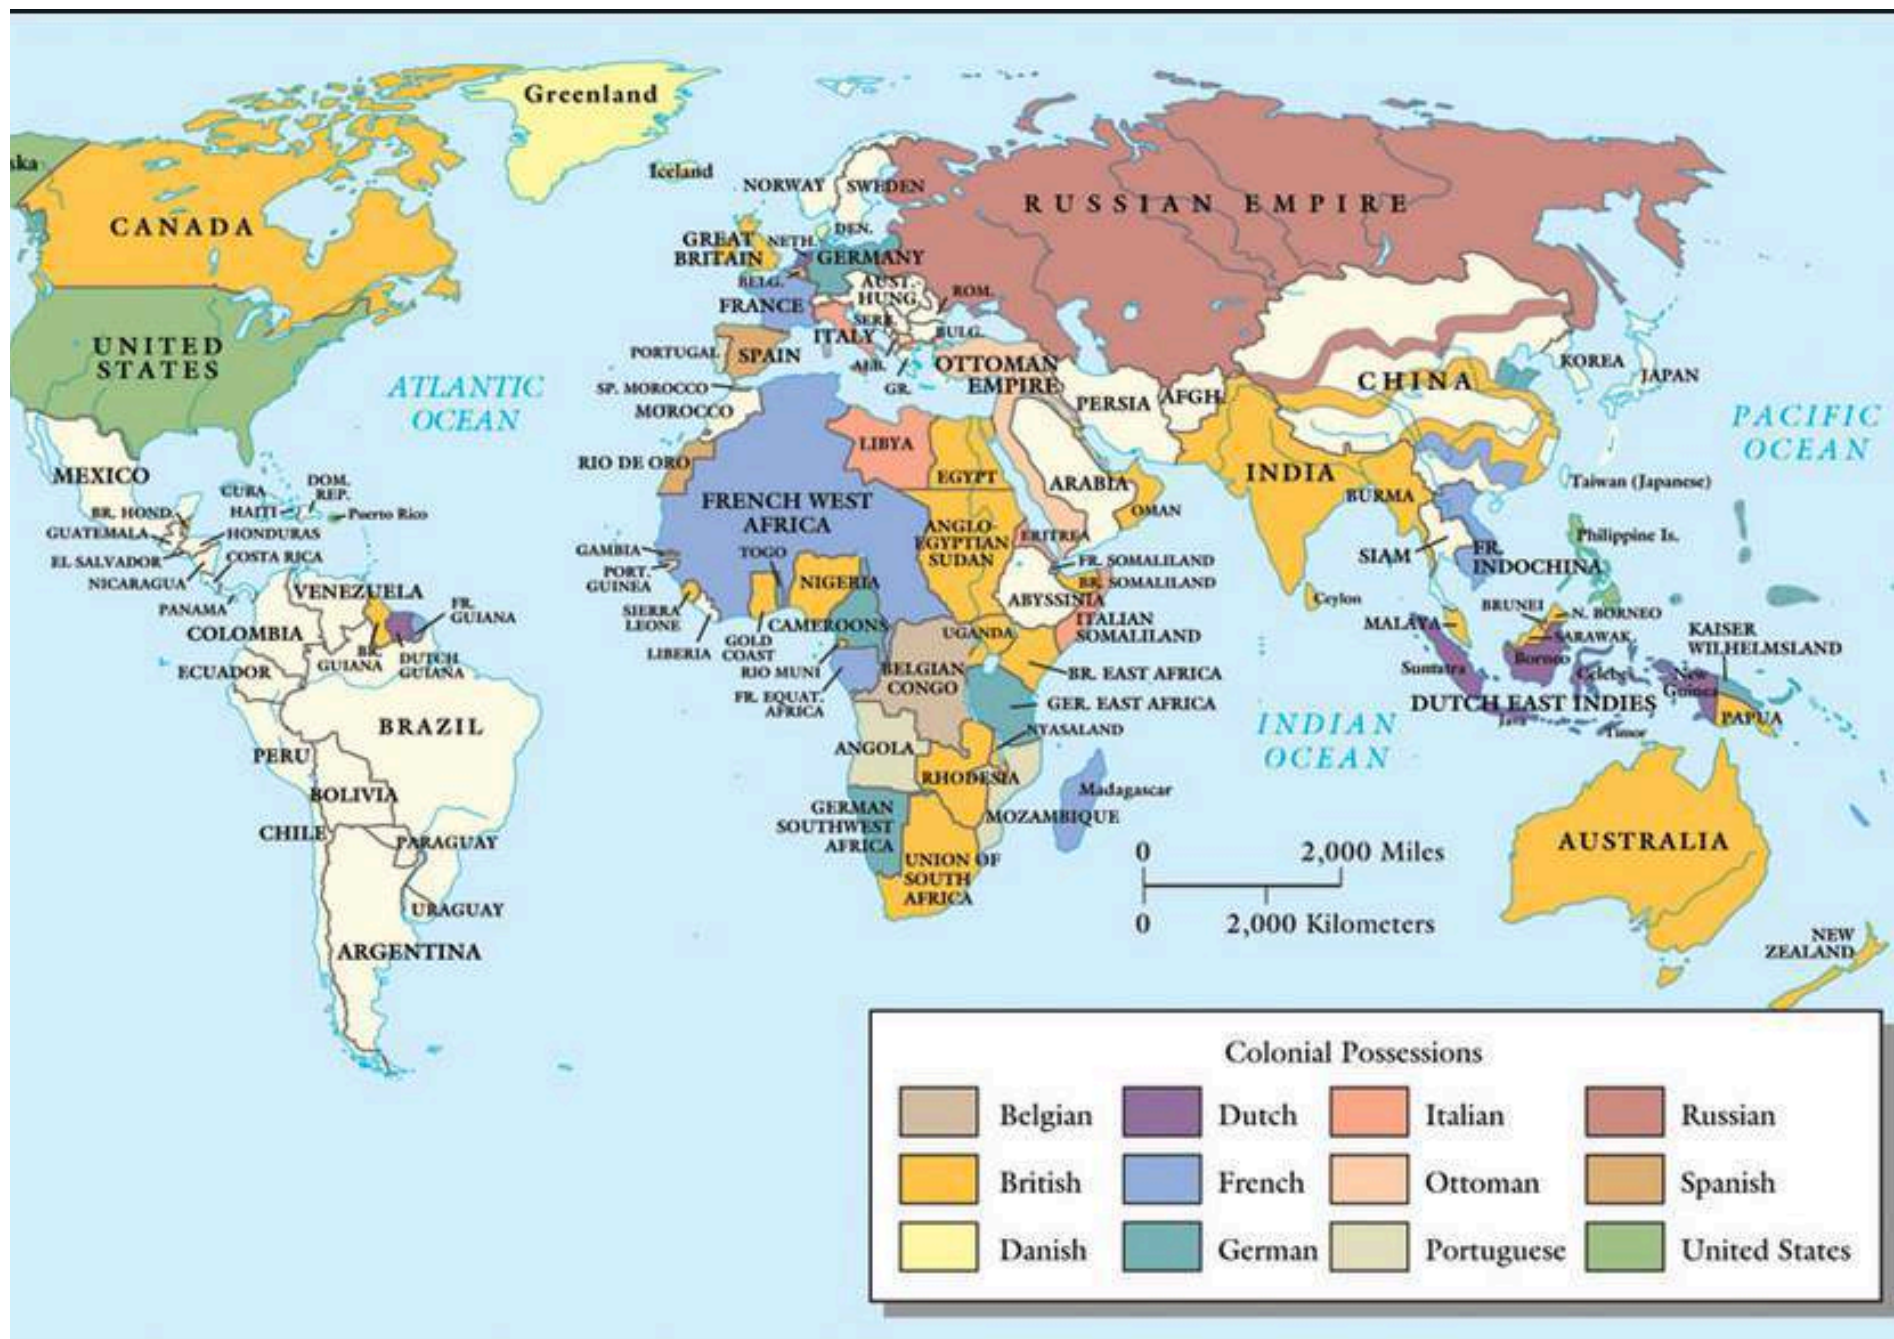 Greenland
ska
Iceland
NORWAY
SWEDEN
RUSSIAN EMPIRE
CANADA
DEN.
GREAT
BRITAIN
NETH.
GERMANY
BELG.
AUST.-
HUNG.
FRANCE
ROM.
SERB.
ITALY
BULG.
UNITED
STATES
PORTUGAL
SPAIN
ALB.
GR.
OTTOMAN
EMPIRE
KOREA
JAPAN
CHINA
ATLANTIC
OCEAN
SP. MOROCCO
MOROCCO
PERSIA
AFGH.
PACIFIC
OCEAN
LIBYA
RIO DE ORO
EGYPT
ARABIA
INDIA
MEXICO
CUBA
DOM.
REP.
HAITI
Puerto Rico
BR. HOND.
GUATEMALA
HONDURAS
EL SALVADOR
COSTA RICA
NICARAGUA
PANAMA
FRENCH WEST
AFRICA
OMAN
BURMA
Taiwan (Japanese)
ANGLO-
EGYPTIAN
SUDAN
ERITREA
Philippine Is.
GAMBIA
TOGO
PORT.
GUINEA
NIGERIA
FR. SOMALILAND
BR. SOMALILAND
SIAM
FR.
INDOCHINA
VENEZUELA
FR.
GUIANA
SIERRA
LEONE
ABYSSINIA
Ceylon
BRUNEI
N. BORNEO
COLOMBIA
GOLD
COAST
CAMEROONS
UGANDA
ITALIAN
SOMALILAND
MALAYA
SARAWAK
KAISER
WILHELMSLAND
BR.
GUIANA
DUTCH
GUIANA
LIBERIA
RIO MUNI
BELGIAN
CONGO
BR. EAST AFRICA
Sumatra
Borneo
Celebes
New
Guinea
ECUADOR
FR. EQUAT.
AFRICA
GER. EAST AFRICA
DUTCH EAST INDIES
Java
Timor
PAPUA
BRAZIL
NYASALAND
INDIAN
OCEAN
PERU
ANGOLA
RHODESIA
BOLIVIA
Madagascar
GERMAN
SOUTHWEST
AFRICA
MOZAMBIQUE
CHILE
PARAGUAY
AUSTRALIA
0 2,000 Miles
UNION OF
SOUTH
AFRICA
URAGUAY
0 2,000 Kilometers
ARGENTINA
NEW
ZEALAND
Colonial Possessions
Belgian
Dutch
Italian
Russian
British
French
Ottoman
Spanish
Danish
German
Portuguese
United States